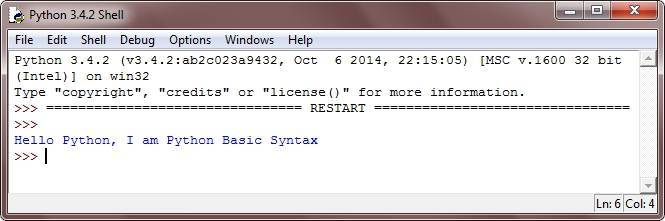 Python 3.4.2 Shell
File Edit Shell Debug Options Windows Help
Python 3.4.2 (v3.4.2:ab2c023a9432, Oct  6 2014, 22:15:05) [MSC v.1600 32 bit
(Intel)] on win32
Type "copyright", "credits" or "license()" for more information.
>>> ================================ RESTART ================================
>>>
Hello Python, I am Python Basic Syntax
>>>
Ln: 6 Col: 4